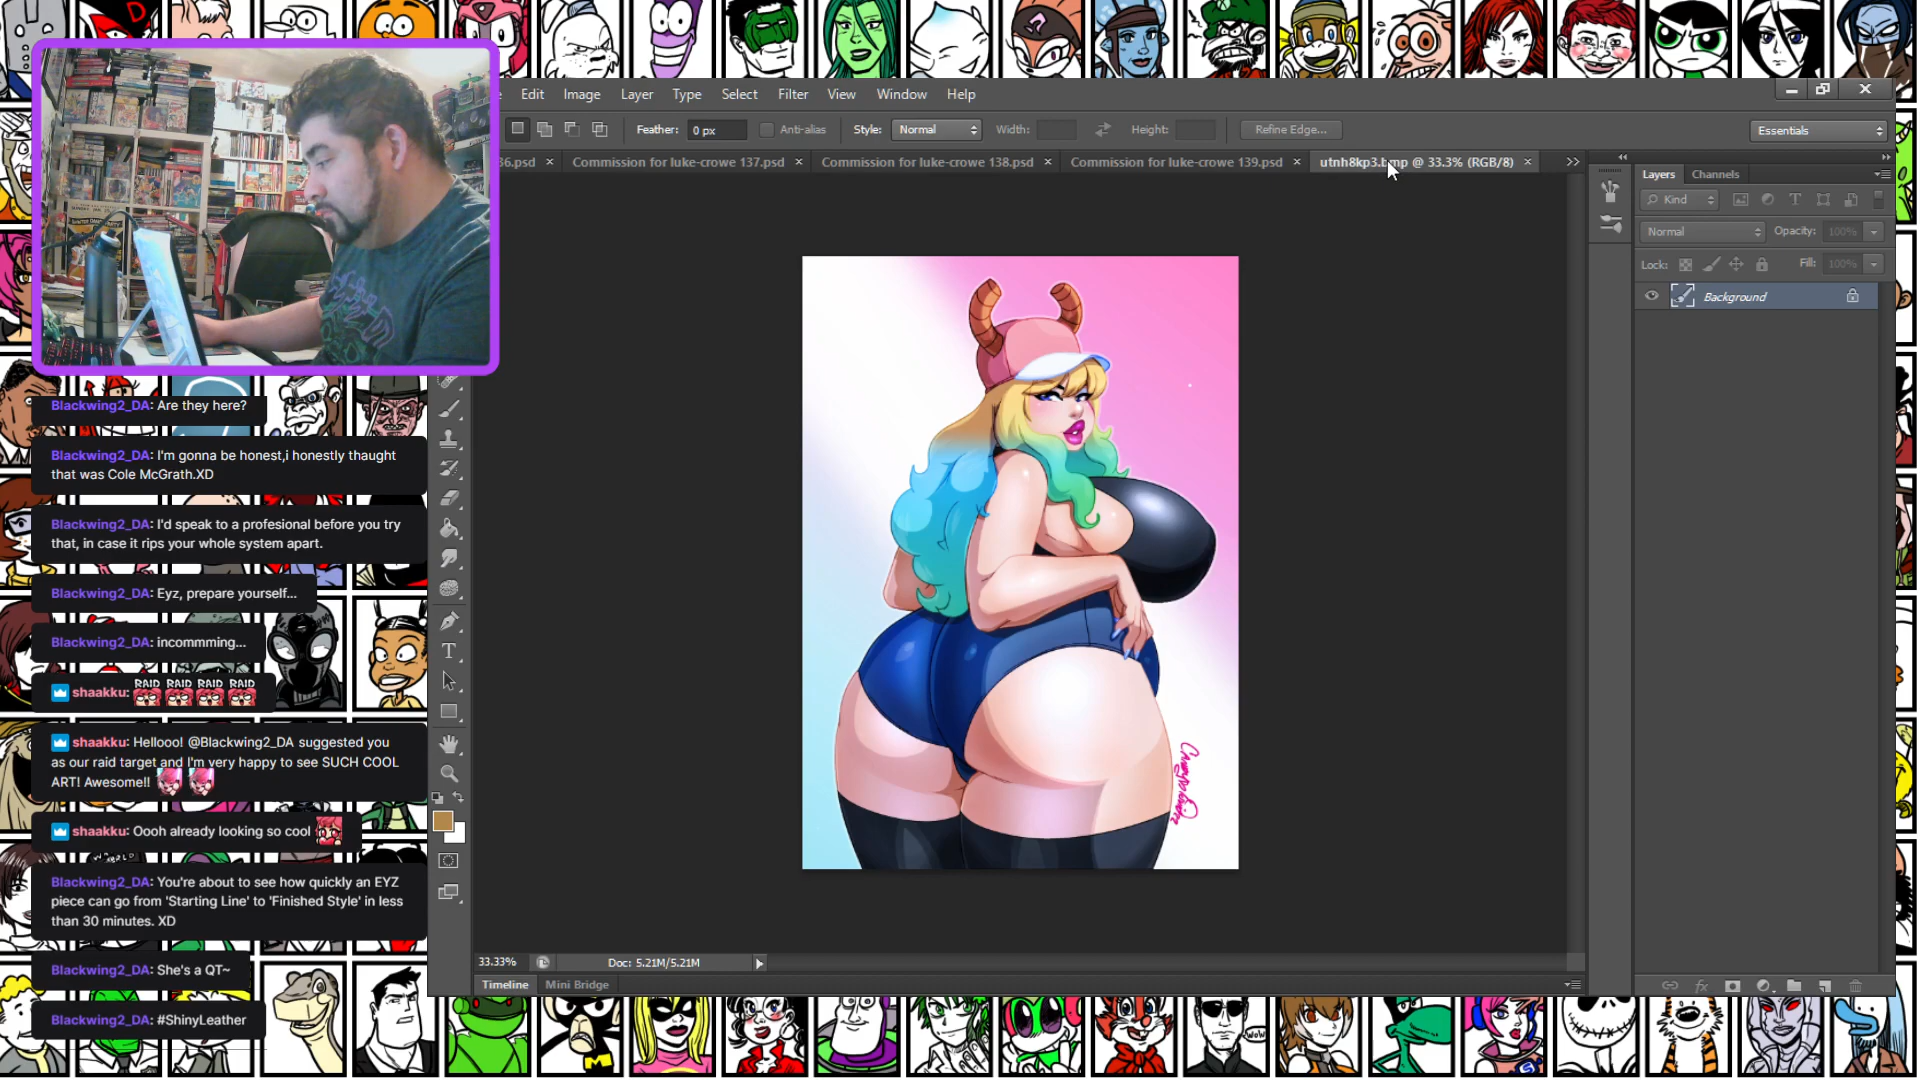 Edit Image Layer Type Select Filter View Window Help
Feather: 0 px Anti-alias Style: Normal Width: Height: Refine Edge... Essentials
36.psd Commission for luke-crowe 137.psd Commission for luke-crowe 138.psd Commission for luke-crowe 139.psd utnh8kp3.bmp @ 33.3% (RGB/8)
Layers Channels
Kind
Normal Opacity: 100%
Lock: Fill: 100%
Background
Blackwing2_DA: Are they here?
Blackwing2_DA: I'm gonna be honest,i honestly thaught
that was Cole McGrath.XD
Blackwing2_DA: I'd speak to a profesional before you try
that, in case it rips your whole system apart.
Blackwing2_DA: Eyz, prepare yourself...
Blackwing2_DA: incommming...
shaakku: RAID RAID RAID RAID
shaakku: Hellooo! @Blackwing2_DA suggested you
as our raid target and I'm very happy to see SUCH COOL
ART! Awesome!!
shaakku: Oooh already looking so cool
Blackwing2_DA: You're about to see how quickly an EYZ
piece can go from 'Starting Line' to 'Finished Style' in less
than 30 minutes. XD
Blackwing2_DA: She's a QT~
Blackwing2_DA: #ShinyLeather
33.33% Doc: 5.21M/5.21M
Timeline Mini Bridge
WOW